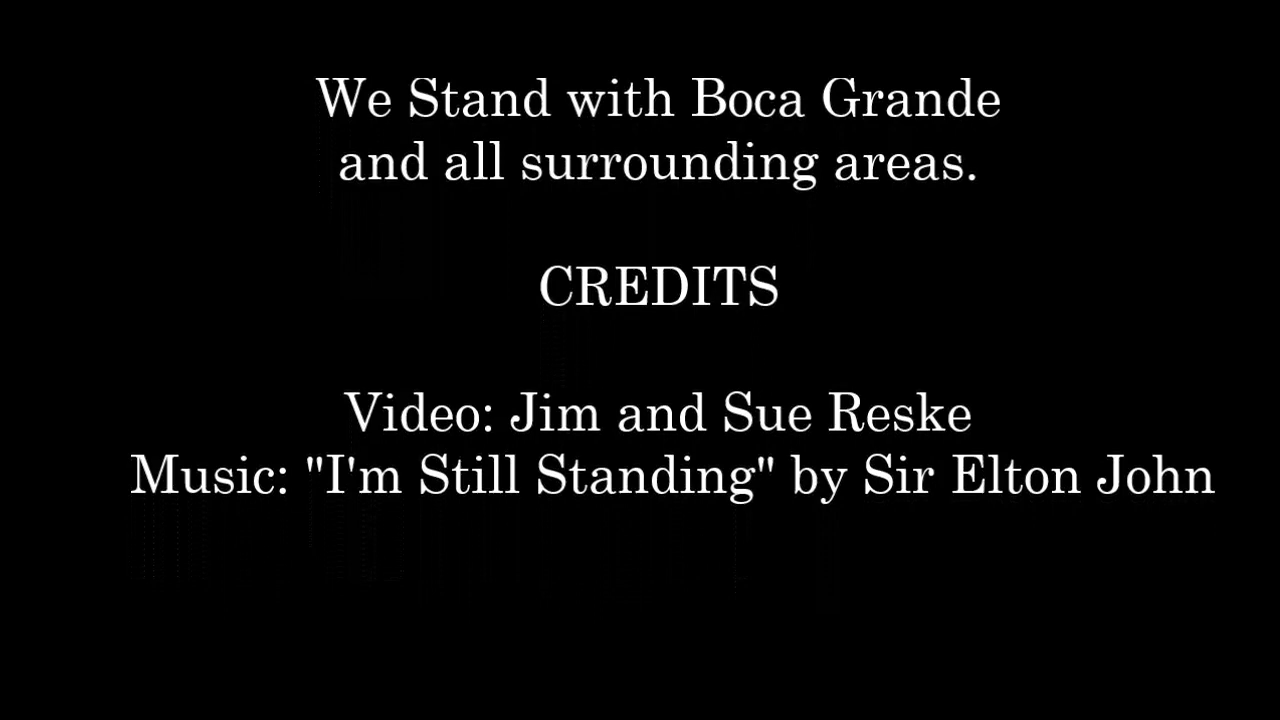 We Stand with Boca Grande
and all surrounding areas.
CREDITS
Video: Jim and Sue Reske
Music: "I'm Still Standing" by Sir Elton John